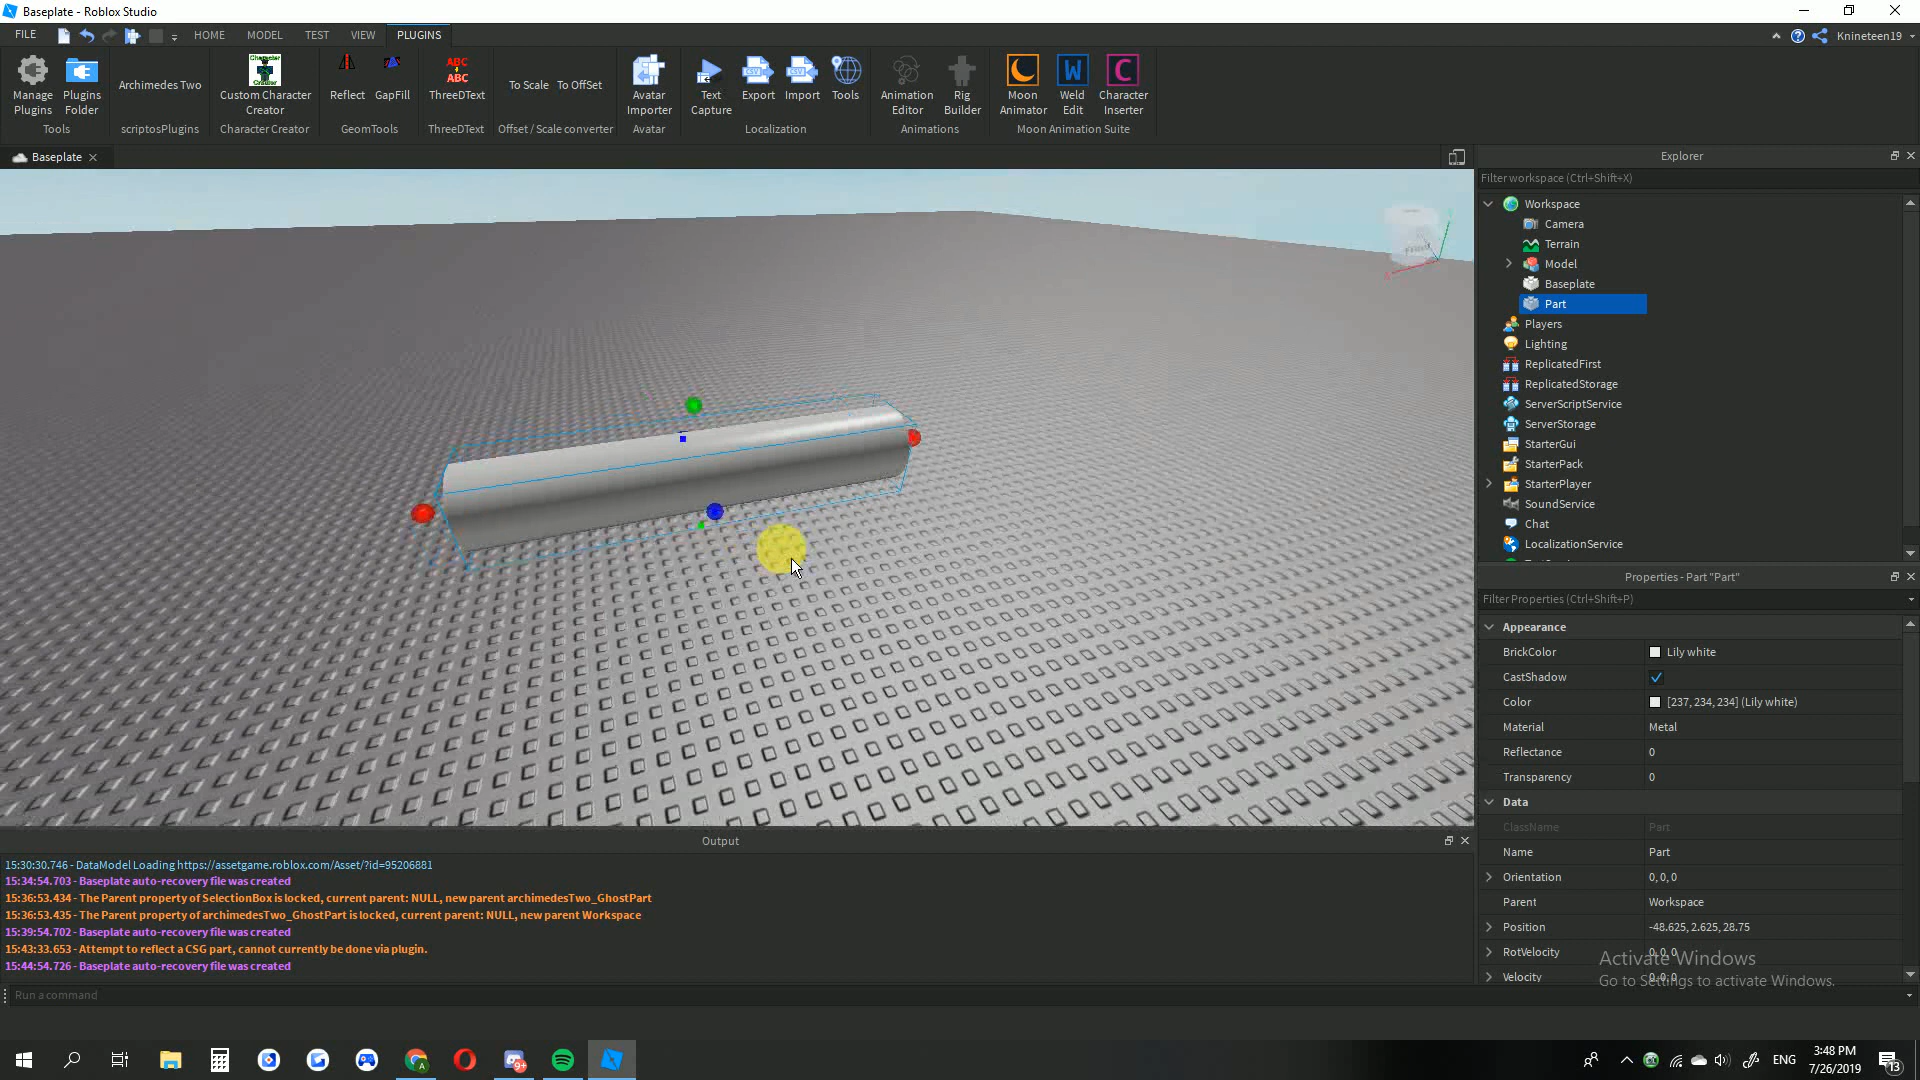 Baseplate - Roblox Studio
FILE HOME MODEL TEST VIEW PLUGINS Knineteen19
Manage Plugins
Plugins Folder
Archimedes Two
Custom Character Creator
Reflect GapFill
ABC
ABC
ThreeDText
To Scale To OffSet
Avatar Importer
Text Capture
Export Import Tools
Animation Editor
Rig Builder
Moon Animator
Weld Edit
Character Inserter
Tools scriptosPlugins Character Creator GeomTools ThreeDText Offset / Scale converter Avatar Localization Animations Moon Animation Suite
Baseplate
Explorer
Filter workspace (Ctrl+Shift+X)
Workspace
Camera
Terrain
Model
Baseplate
Part
Players
Lighting
ReplicatedFirst
ReplicatedStorage
ServerScriptService
ServerStorage
StarterGui
StarterPack
StarterPlayer
SoundService
Chat
LocalizationService
Properties - Part "Part"
Filter Properties (Ctrl+Shift+P)
Appearance
BrickColor Lily white
CastShadow
Color [237, 234, 234] (Lily white)
Material Metal
Reflectance 0
Transparency 0
Data
ClassName Part
Name Part
Orientation 0, 0, 0
Parent Workspace
Position -48.625, 2.625, 28.75
RotVelocity 0, 0, 0
Velocity 0, 0, 0
Activate Windows
Go to Settings to activate Windows.
Output
15:30:30.746 - DataModel Loading https://assetgame.roblox.com/Asset/?id=95206881
15:34:54.703 - Baseplate auto-recovery file was created
15:36:53.434 - The Parent property of SelectionBox is locked, current parent: NULL, new parent archimedesTwo_GhostPart
15:36:53.435 - The Parent property of archimedesTwo_GhostPart is locked, current parent: NULL, new parent Workspace
15:39:54.702 - Baseplate auto-recovery file was created
15:43:33.653 - Attempt to reflect a CSG part, cannot currently be done via plugin.
15:44:54.726 - Baseplate auto-recovery file was created
Run a command
ENG
3:48 PM
7/26/2019
13